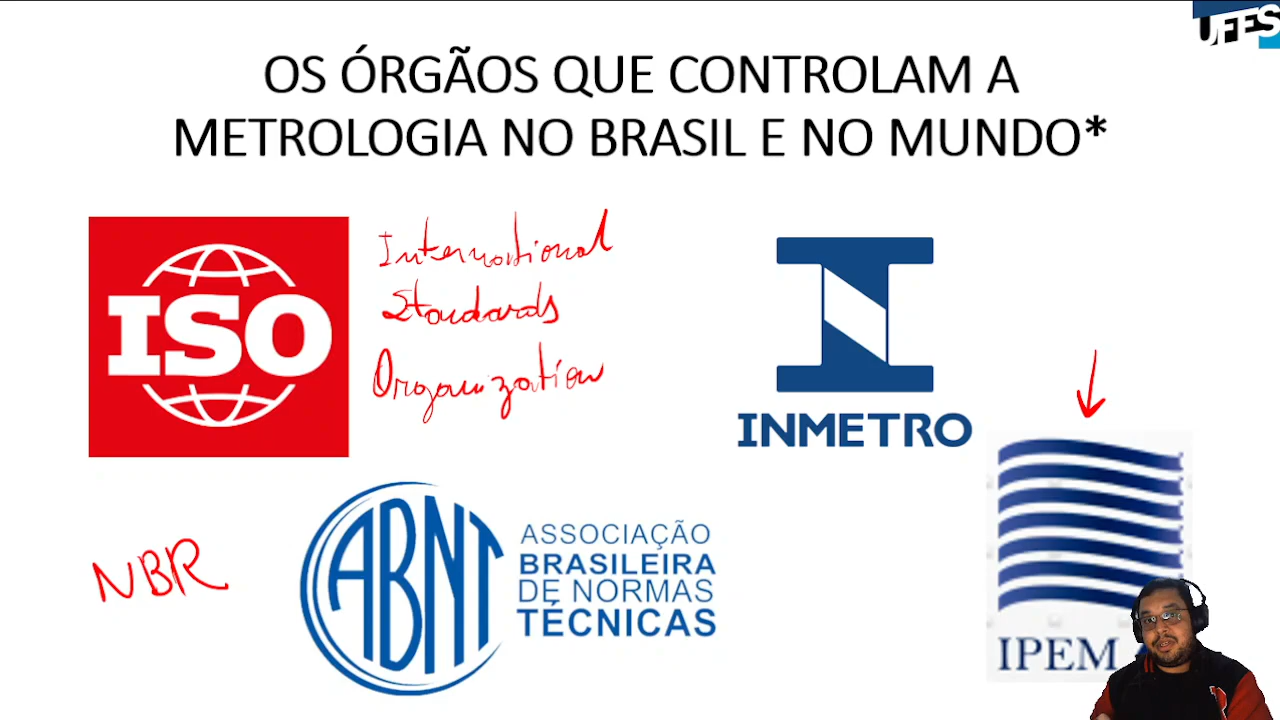 UFES
OS ÓRGÃOS QUE CONTROLAM A
METROLOGIA NO BRASIL E NO MUNDO*
ISO
International
Standards
Organization
INMETRO
NBR
ABNT
ASSOCIAÇÃO
BRASILEIRA
DE NORMAS
TÉCNICAS
IPEM